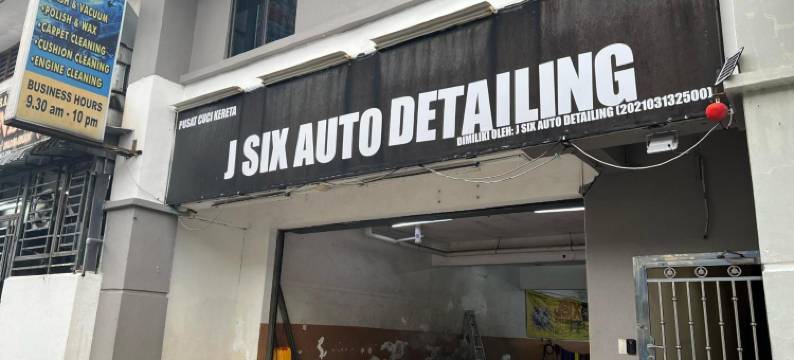 & VACUUM
•POLISH & WAX
•CARPET CLEANING
•CUSHION CLEANING
•ENGINE CLEANING
BUSINESS HOURS
9.30 am - 10 pm
PUSAT CUCI KERETA
J SIX AUTO DETAILING
DIMILIKI OLEH: J SIX AUTO DETAILING (202103132500)